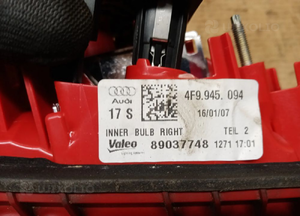 Audi
4F9.945. 094
17 S
16/01/07
INNER BULB RIGHT TEIL 2
Valeo 89037748 1271 17:01